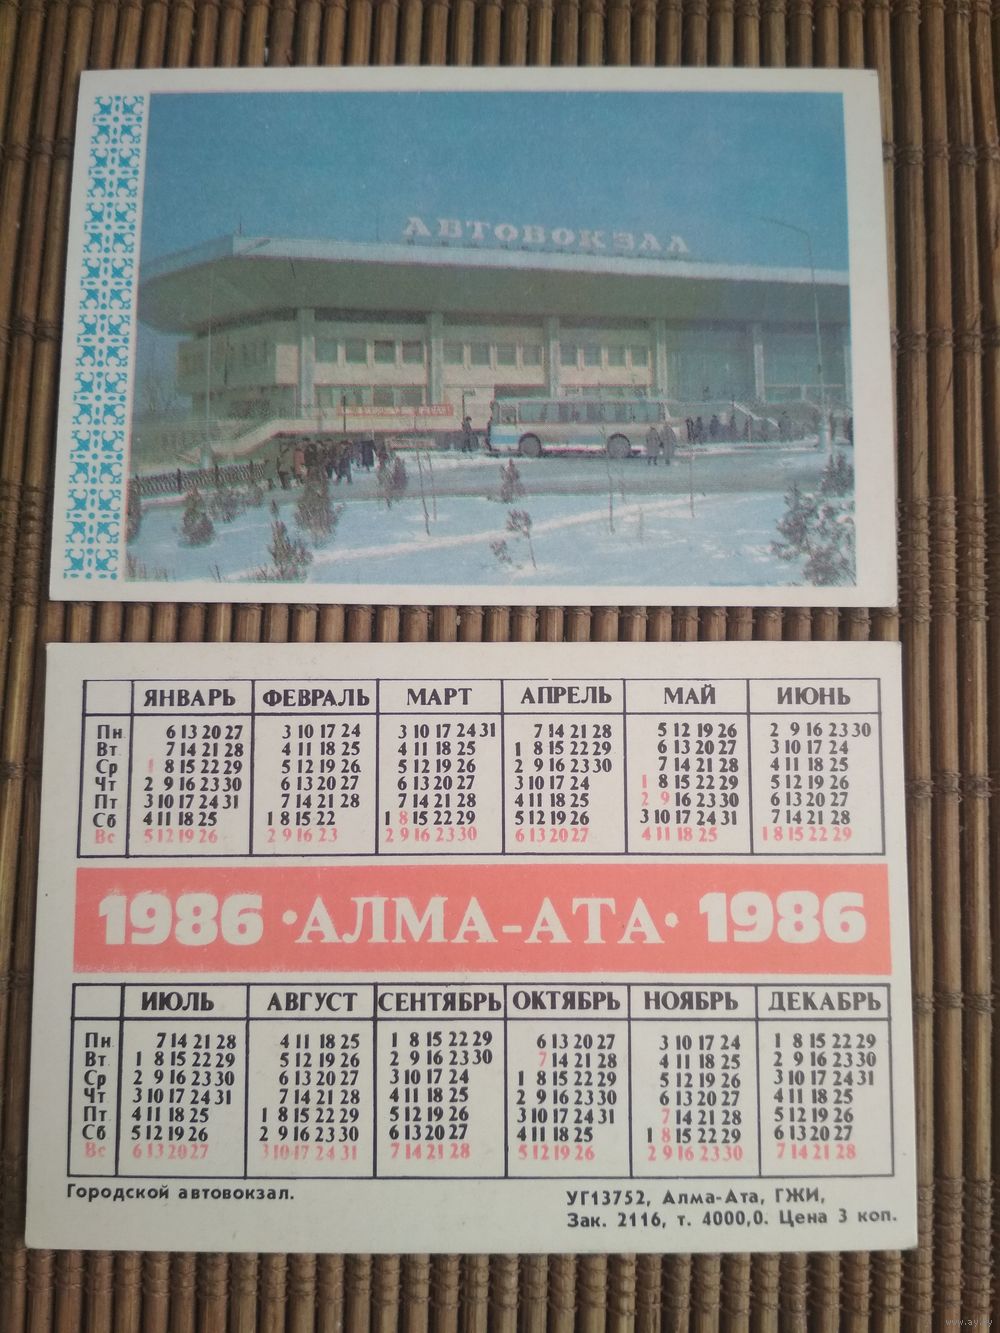 АВТОВОКЗАЛ
ЯНВАРЬ ФЕВРАЛЬ МАРТ АПРЕЛЬ МАЙ ИЮНЬ
Пн 6 13 20 27 3 10 17 24 3 10 17 24 31 7 14 21 28 5 12 19 26 2 9 16 23 30
Вт 7 14 21 28 4 11 18 25 4 11 18 25 1 8 15 22 29 6 13 20 27 3 10 17 24
Ср 1 8 15 22 29 5 12 19 26 5 12 19 26 2 9 16 23 30 7 14 21 28 4 11 18 25
Чт 2 9 16 23 30 6 13 20 27 6 13 20 27 3 10 17 24 1 8 15 22 29 5 12 19 26
Пт 3 10 17 24 31 7 14 21 28 7 14 21 28 4 11 18 25 2 9 16 23 30 6 13 20 27
Сб 4 11 18 25 1 8 15 22 1 8 15 22 29 5 12 19 26 3 10 17 24 31 7 14 21 28
Вс 5 12 19 26 2 9 16 23 2 9 16 23 30 6 13 20 27 4 11 18 25 1 8 15 22 29
1986 •АЛМА-АТА• 1986
ИЮЛЬ АВГУСТ СЕНТЯБРЬ ОКТЯБРЬ НОЯБРЬ ДЕКАБРЬ
Пн 7 14 21 28 4 11 18 25 1 8 15 22 29 6 13 20 27 3 10 17 24 1 8 15 22 29
Вт 1 8 15 22 29 5 12 19 26 2 9 16 23 30 7 14 21 28 4 11 18 25 2 9 16 23 30
Ср 2 9 16 23 30 6 13 20 27 3 10 17 24 1 8 15 22 29 5 12 19 26 3 10 17 24 31
Чт 3 10 17 24 31 7 14 21 28 4 11 18 25 2 9 16 23 30 6 13 20 27 4 11 18 25
Пт 4 11 18 25 1 8 15 22 29 5 12 19 26 3 10 17 24 31 7 14 21 28 5 12 19 26
Сб 5 12 19 26 2 9 16 23 30 6 13 20 27 4 11 18 25 1 8 15 22 29 6 13 20 27
Вс 6 13 20 27 3 10 17 24 31 7 14 21 28 5 12 19 26 2 9 16 23 30 7 14 21 28
Городской автовокзал.
УГ13752, Алма-Ата, ГЖИ,
Зак. 2116, т. 4000,0. Цена 3 коп.
www.ay.by